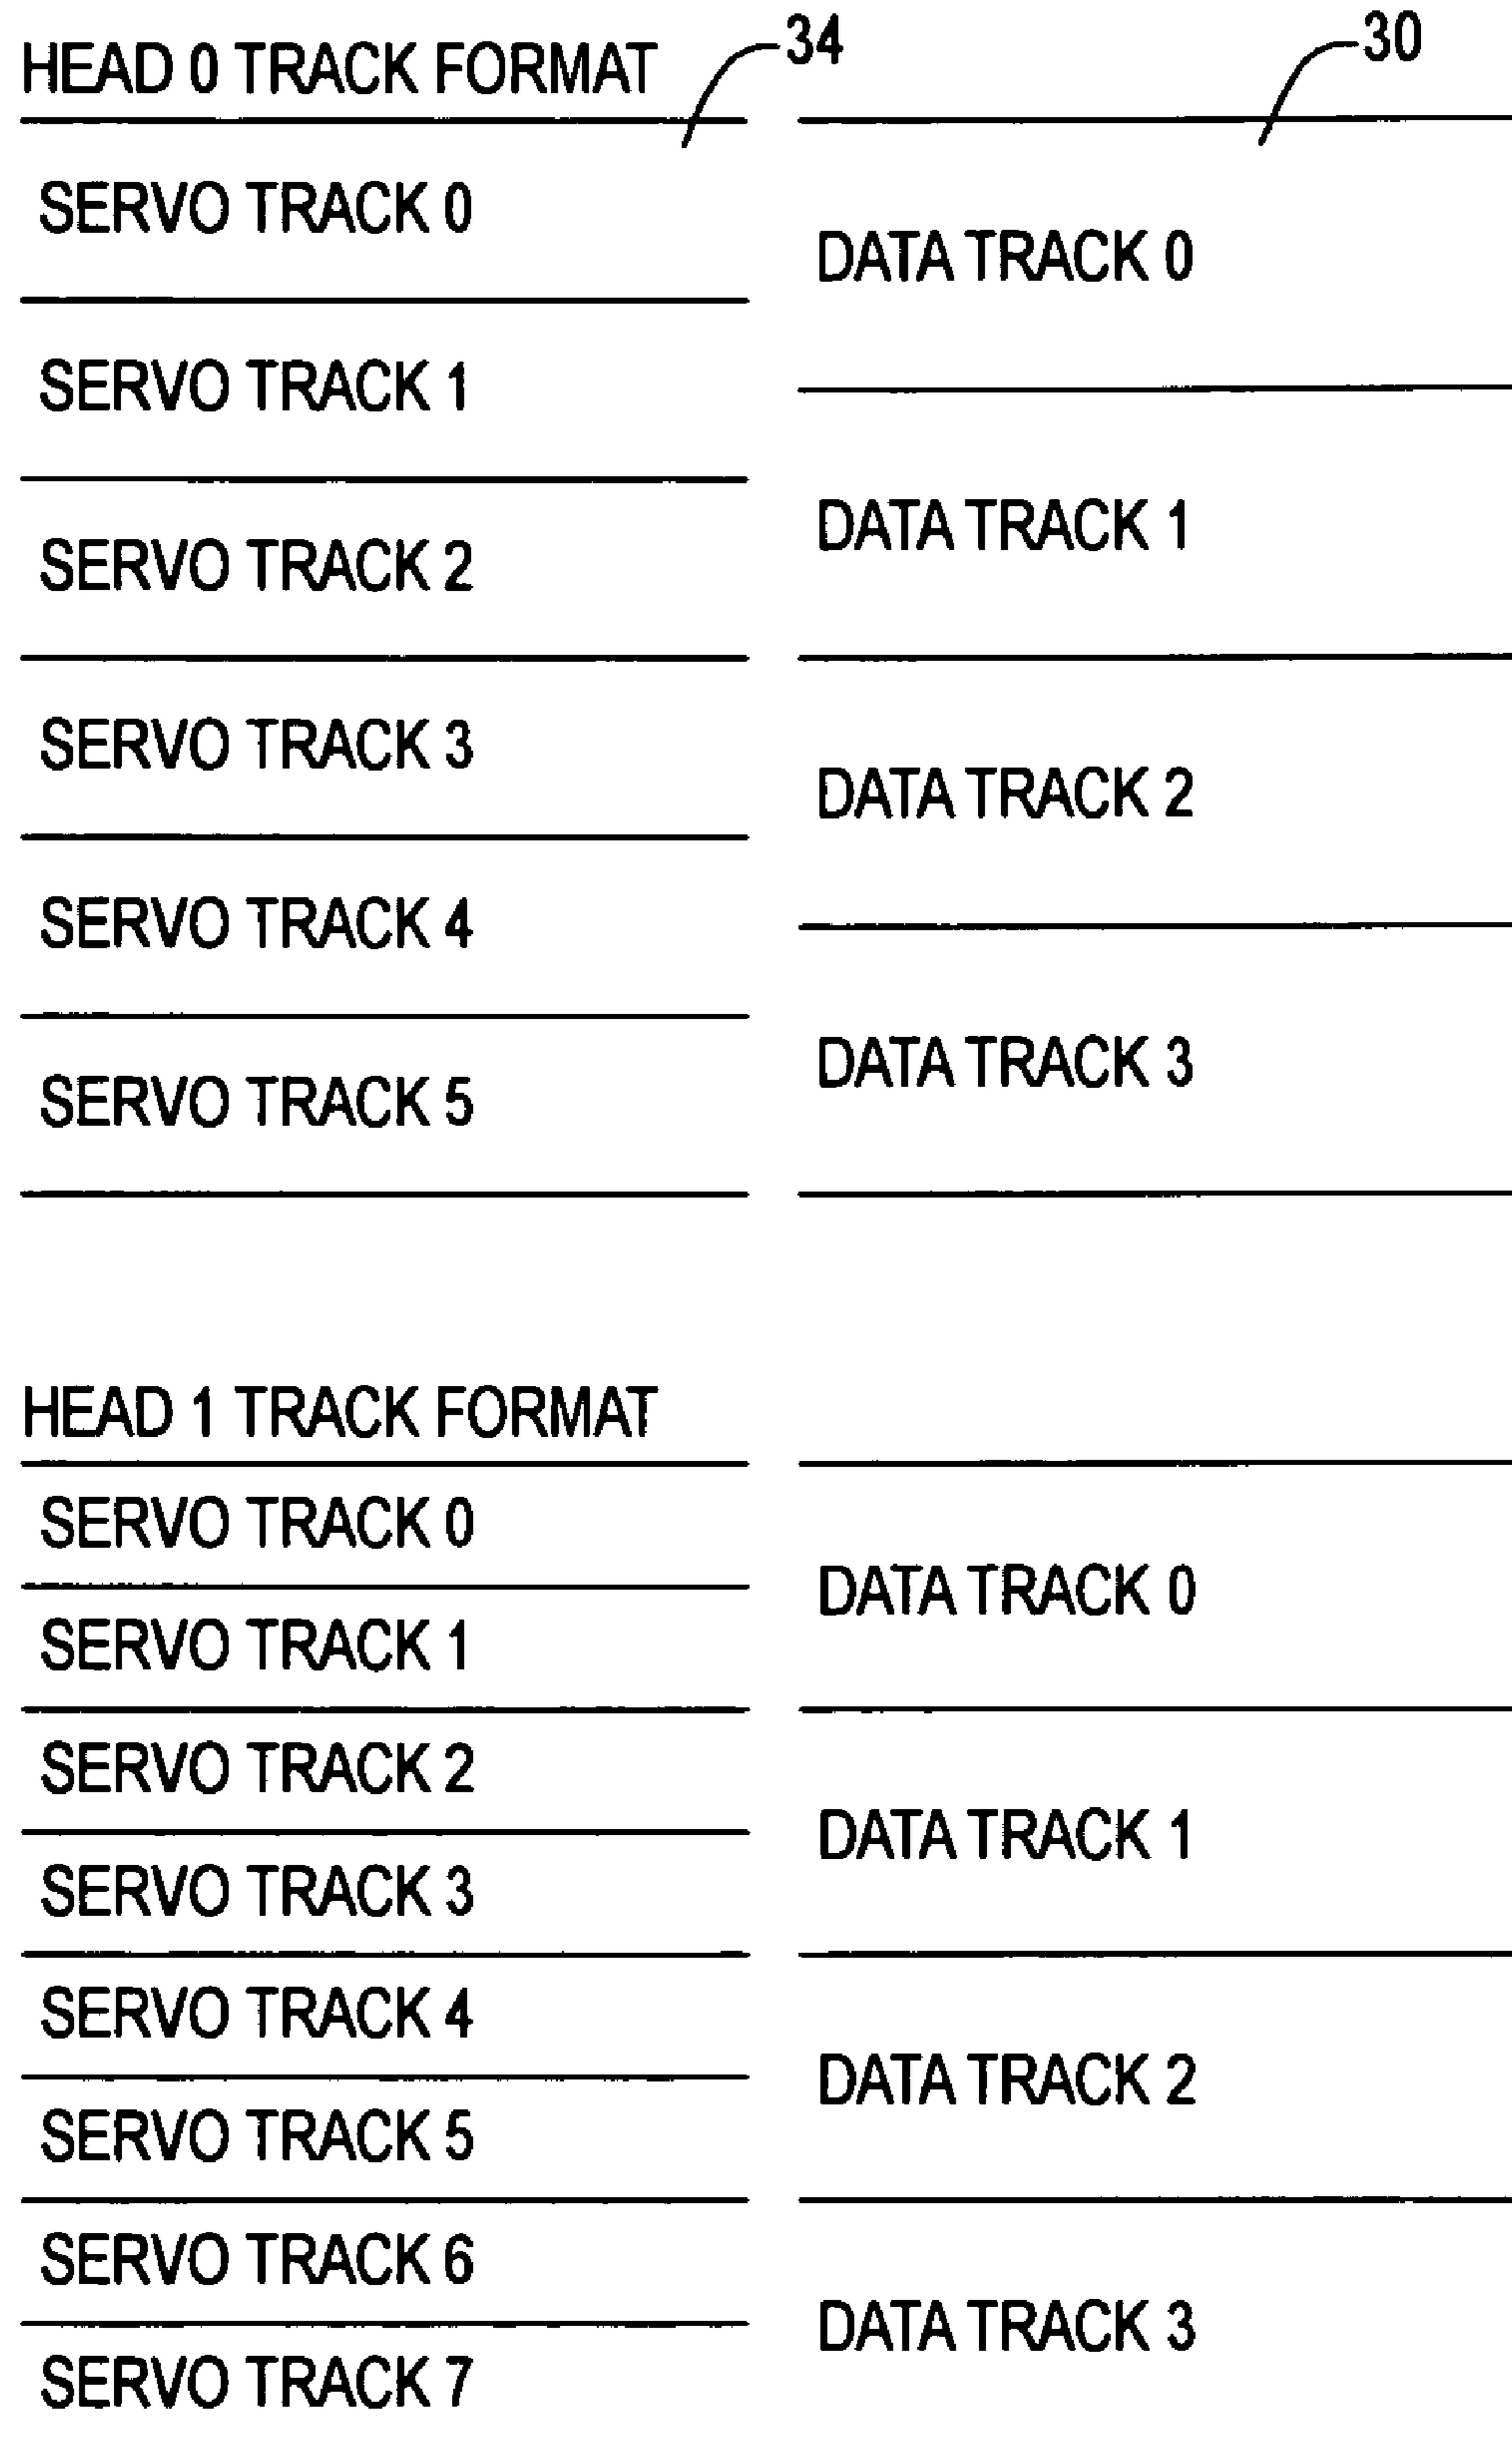 HEAD 0 TRACK FORMAT
34
30
SERVO TRACK 0
SERVO TRACK 1
SERVO TRACK 2
SERVO TRACK 3
SERVO TRACK 4
SERVO TRACK 5
DATA TRACK 0
DATA TRACK 1
DATA TRACK 2
DATA TRACK 3
HEAD 1 TRACK FORMAT
SERVO TRACK 0
SERVO TRACK 1
SERVO TRACK 2
SERVO TRACK 3
SERVO TRACK 4
SERVO TRACK 5
SERVO TRACK 6
SERVO TRACK 7
DATA TRACK 0
DATA TRACK 1
DATA TRACK 2
DATA TRACK 3